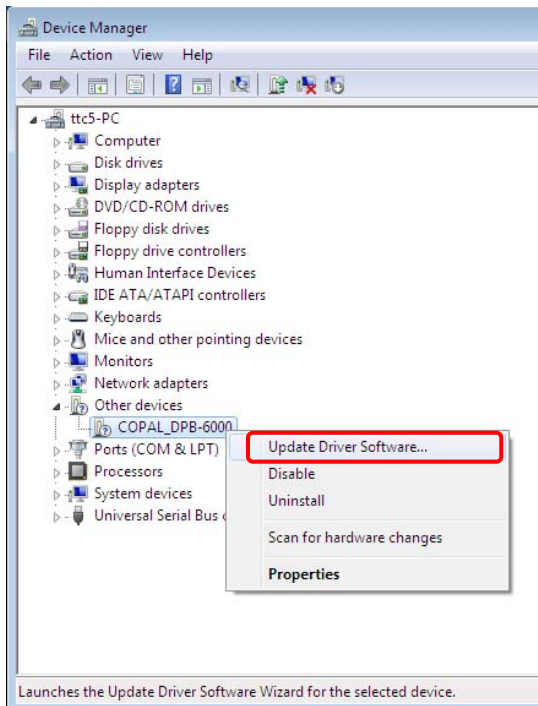 Device Manager
File Action View Help
ttc5-PC
Computer
Disk drives
Display adapters
DVD/CD-ROM drives
Floppy disk drives
Floppy drive controllers
Human Interface Devices
IDE ATA/ATAPI controllers
Keyboards
Mice and other pointing devices
Monitors
Network adapters
Other devices
COPAL_DPB-6000
Ports (COM & LPT)
Processors
System devices
Universal Serial Bus
Update Driver Software...
Disable
Uninstall
Scan for hardware changes
Properties
Launches the Update Driver Software Wizard for the selected device.